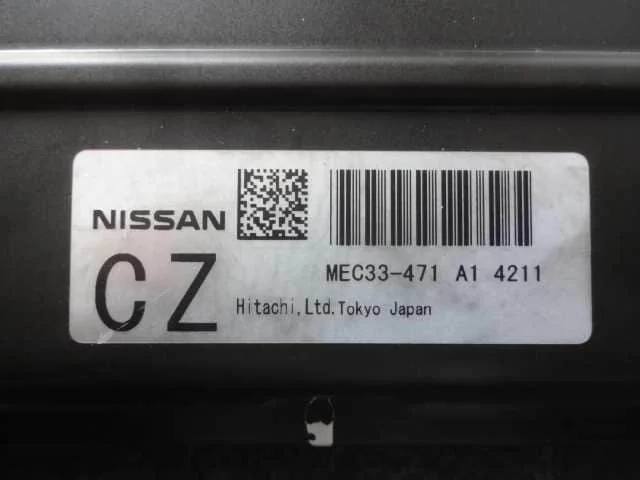 NISSAN
CZ
MEC33-471 A1 4211
Hitachi,Ltd.Tokyo Japan